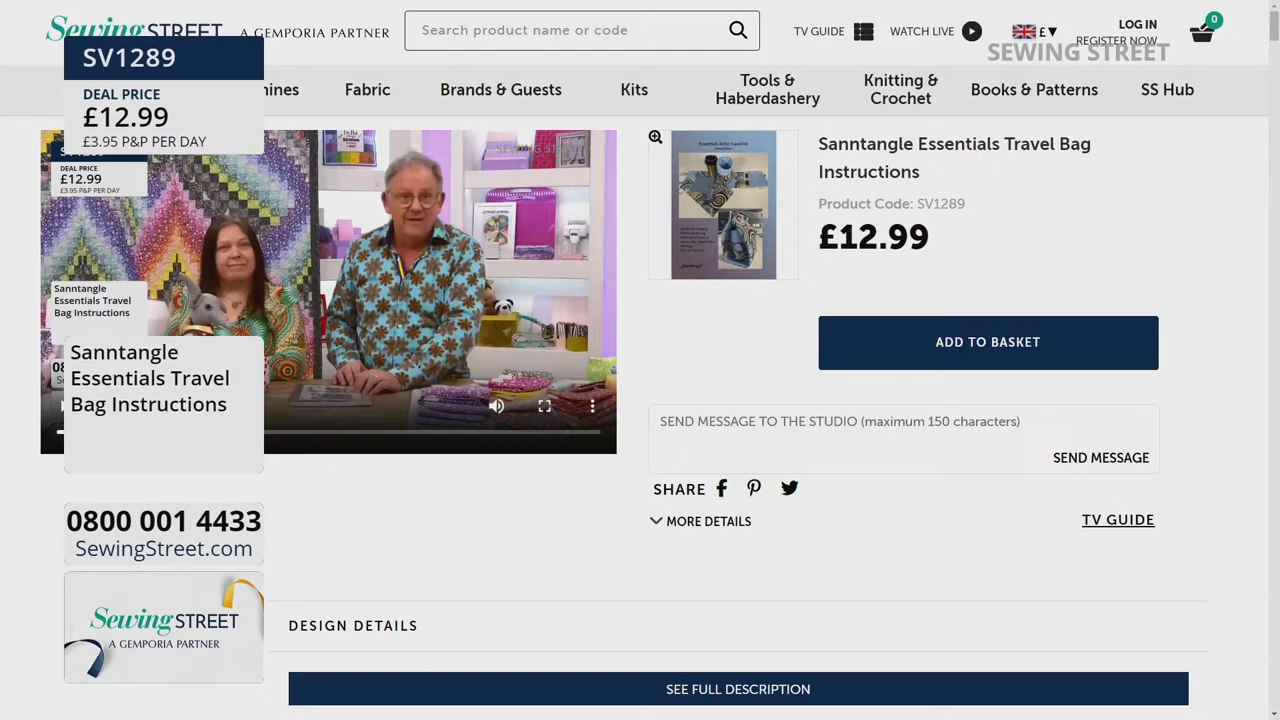 Sewing STREET A GEMPORIA PARTNER
Search product name or code
TV GUIDE
WATCH LIVE
£▼
LOG IN
REGISTER NOW
0
SEWING STREET
SV1289
DEAL PRICE
£12.99
£3.95 P&P PER DAY
Fabric
Brands & Guests
Kits
Tools &
Haberdashery
Knitting &
Crochet
Books & Patterns
SS Hub
DEAL PRICE
£12.99
£3.95 P&P PER DAY
Sanntangle
Essentials Travel
Bag Instructions
Sanntangle
Essentials Travel
Bag Instructions
0800 001 4433
SewingStreet.com
Sewing STREET
A GEMPORIA PARTNER
Sanntangle Essentials Travel Bag
Instructions
Product Code: SV1289
£12.99
ADD TO BASKET
SEND MESSAGE TO THE STUDIO (maximum 150 characters)
SEND MESSAGE
SHARE
MORE DETAILS
TV GUIDE
DESIGN DETAILS
SEE FULL DESCRIPTION